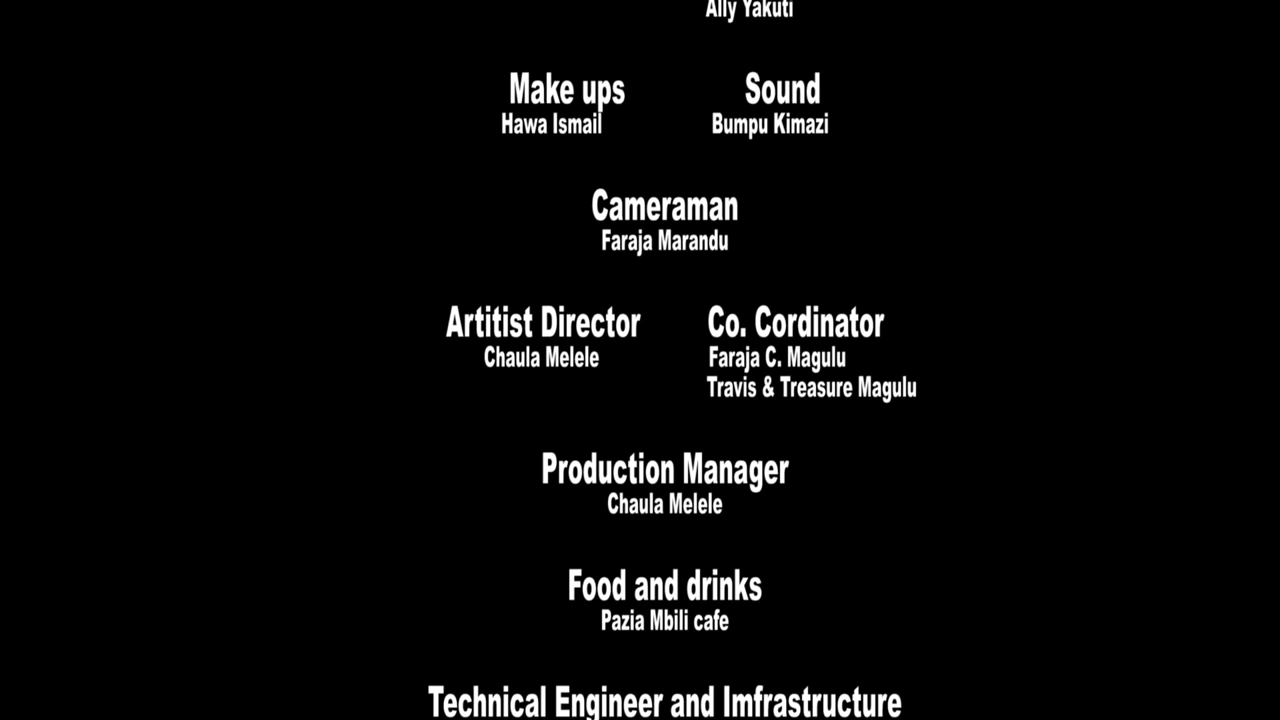 Ally Yakuti
Make ups
Hawa Ismail
Sound
Bumpu Kimazi
Cameraman
Faraja Marandu
Artitist Director
Chaula Melele
Co. Cordinator
Faraja C. Magulu
Travis & Treasure Magulu
Production Manager
Chaula Melele
Food and drinks
Pazia Mbili cafe
Technical Engineer and Imfrastructure